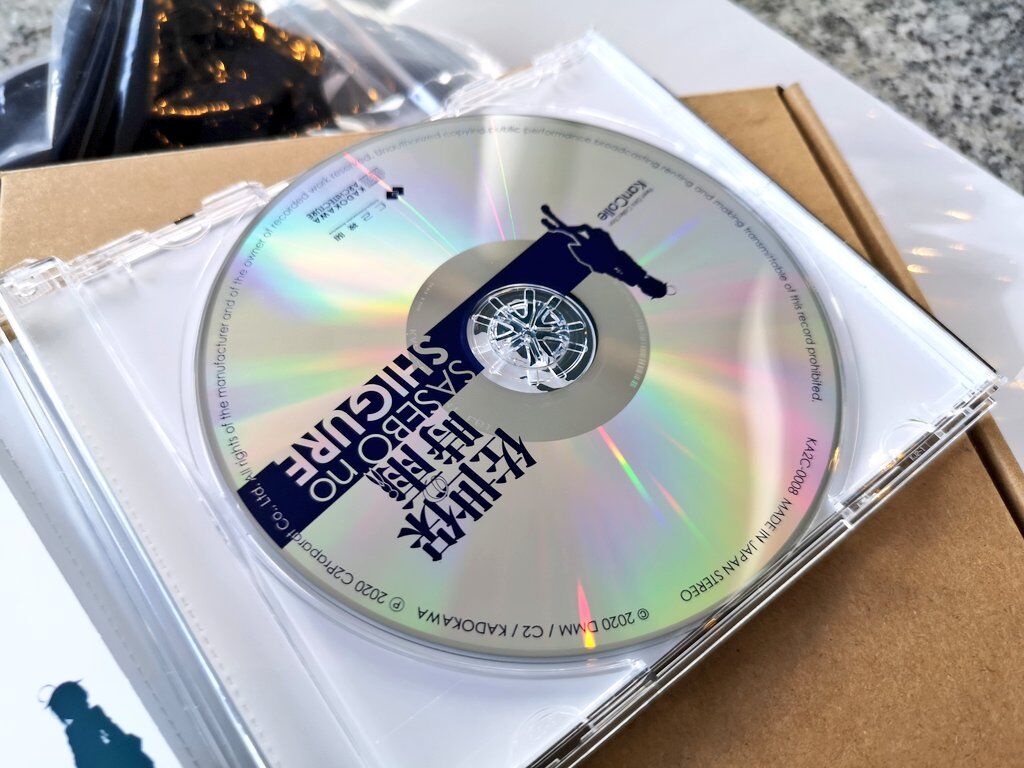 KanColle
佐世保
の時雨
SASEBO no
SHIGURE
KADOKAWA
ARCHITECTURE
KA2C-0008 MADE IN JAPAN STEREO
© 2020 DMM / C2 / KADOKAWA
Ⓟ 2020 C2Praparat Co., Ltd. All rights of the manufacturer and of the owner of recorded work reserved. Unauthorized copying public performance broadcasting renting and making transmittable of this record prohibited.